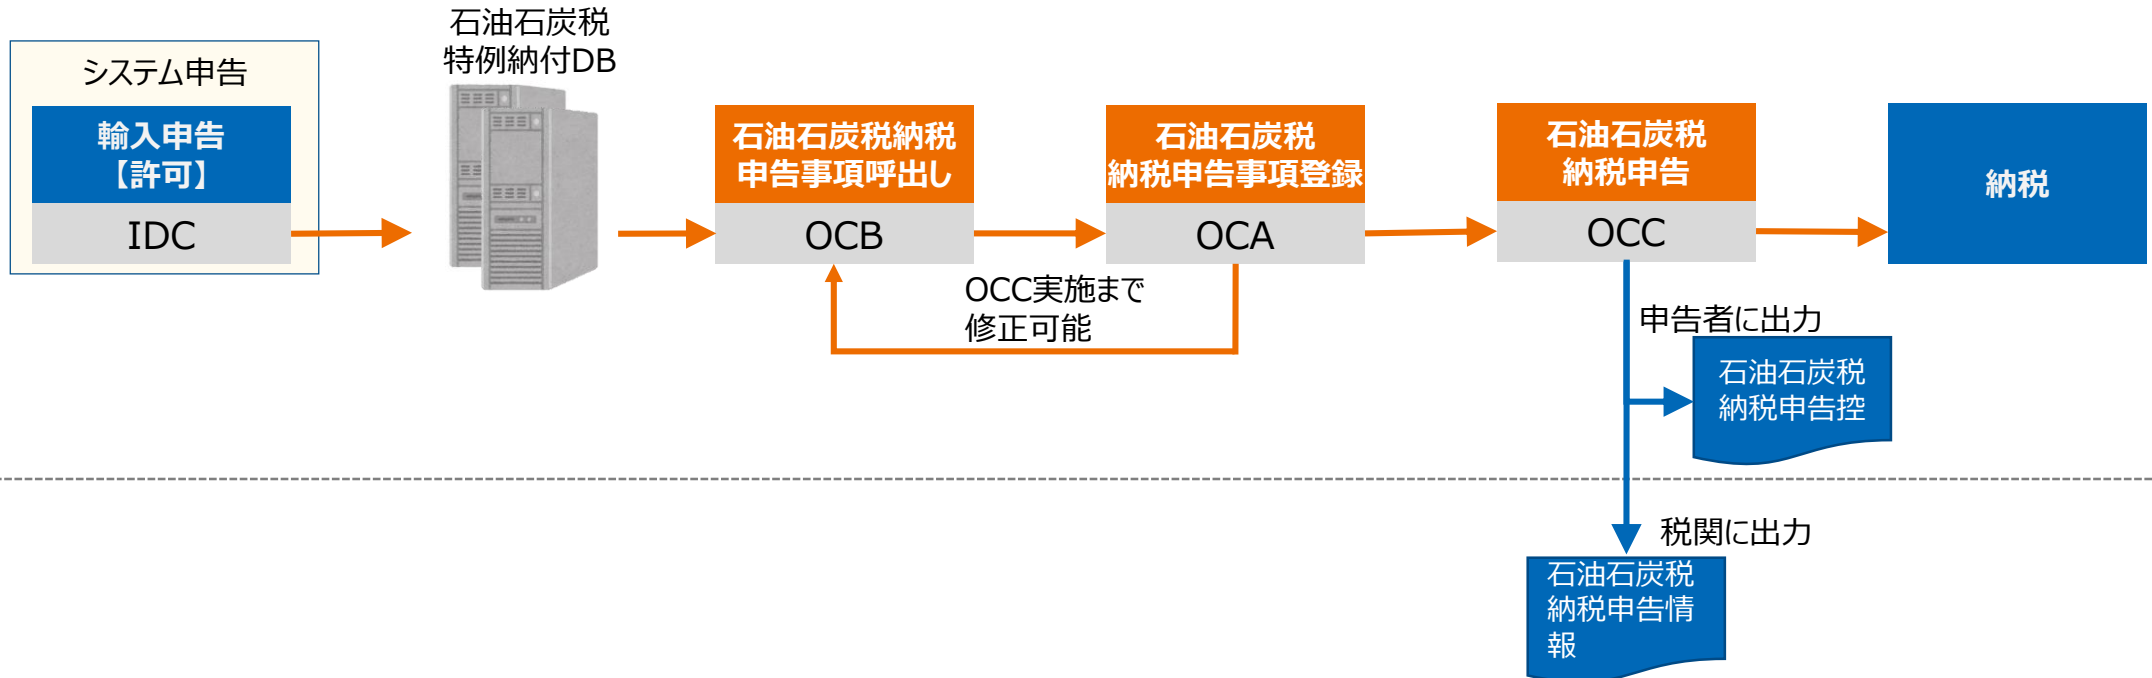 石油石炭税
特例納付DB
システム申告
輸入申告
【許可】
IDC
石油石炭税納税
申告事項呼出し
OCB
石油石炭税
納税申告事項登録
OCA
石油石炭税
納税申告
OCC
納税
OCC実施まで
修正可能
申告者に出力
石油石炭税
納税申告控
税関に出力
石油石炭税
納税申告情
報